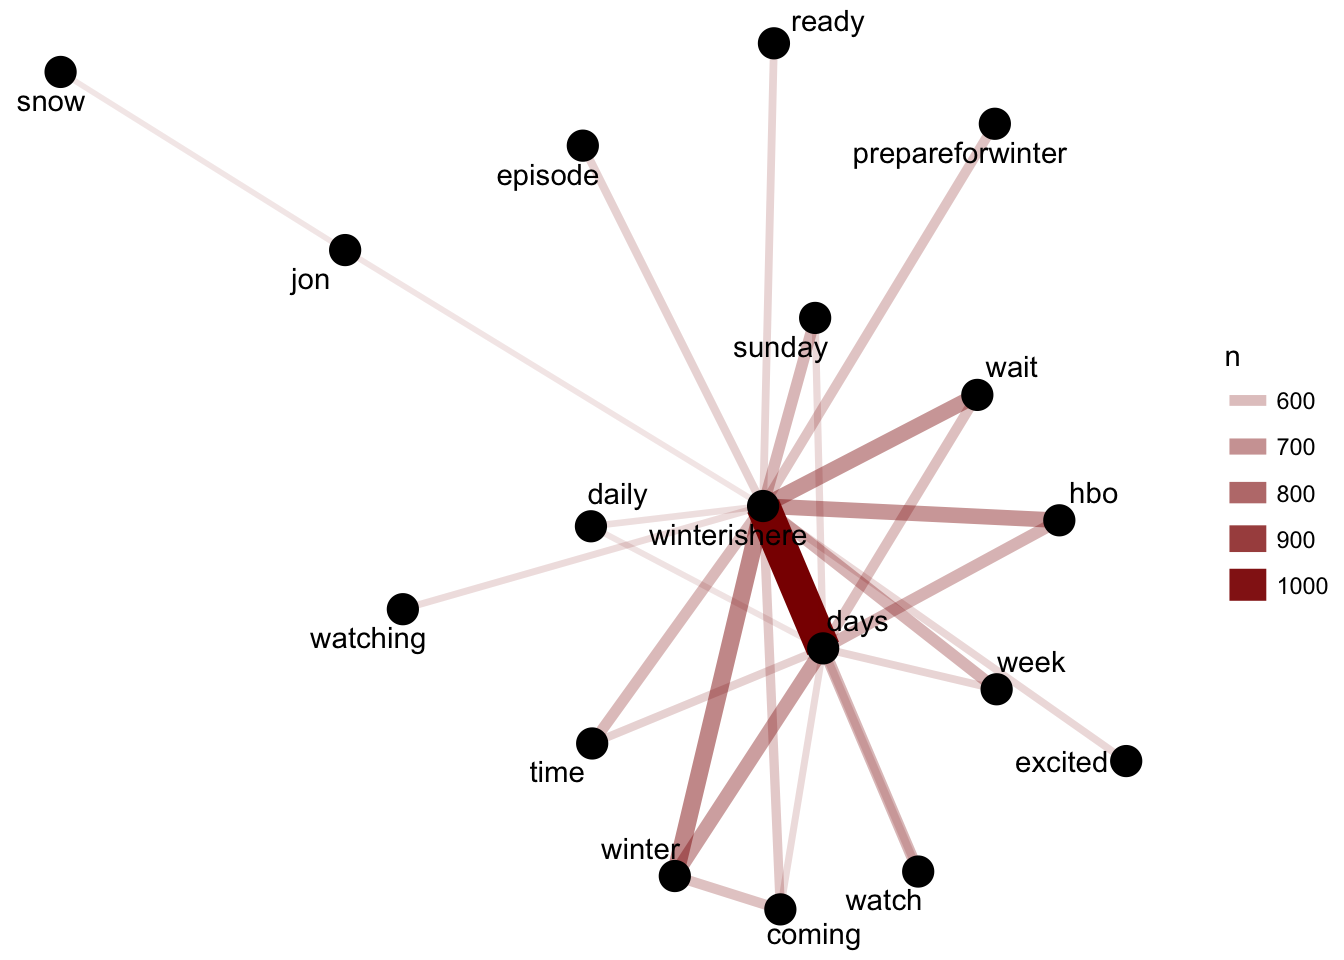 ready
snow
prepareforwinter
episode
jon
sunday
wait
n
600
700
800
900
1000
daily
hbo
winterishere
days
watching
week
excited
time
winter
watch
coming